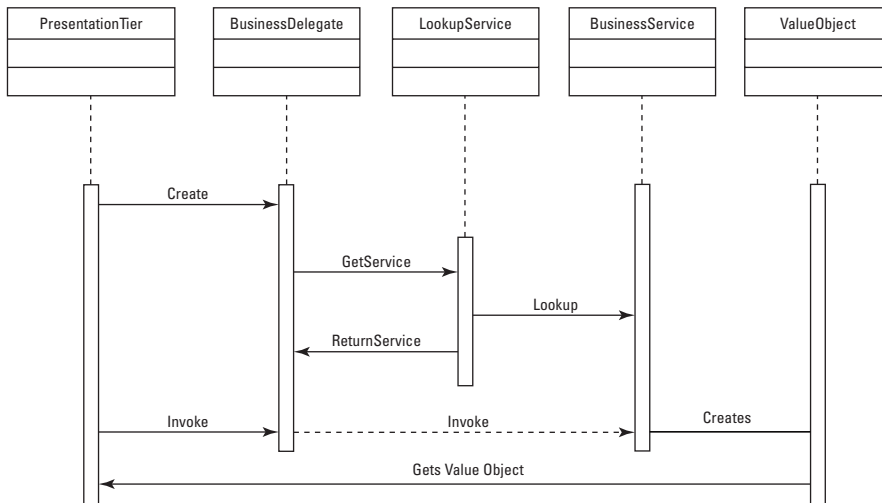 PresentationTier
BusinessDelegate
LookupService
BusinessService
ValueObject
Create
GetService
Lookup
ReturnService
Invoke
Invoke
Creates
Gets Value Object